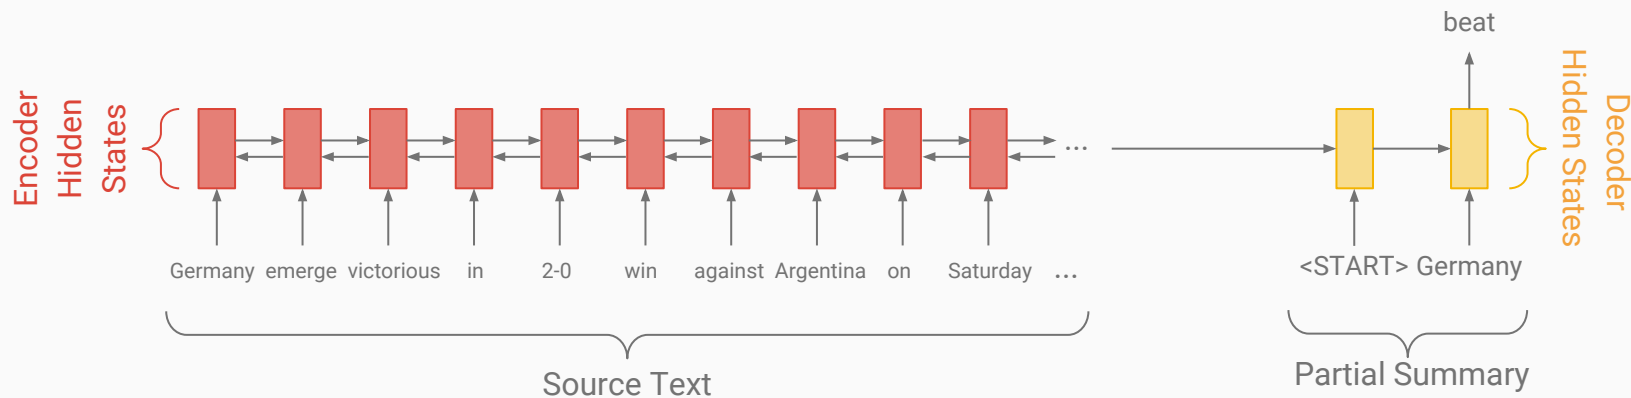 beat
Encoder
Hidden
States
Decoder
Hidden States
...
Germany emerge victorious in 2-0 win against Argentina on Saturday ...
<START> Germany
Source Text
Partial Summary